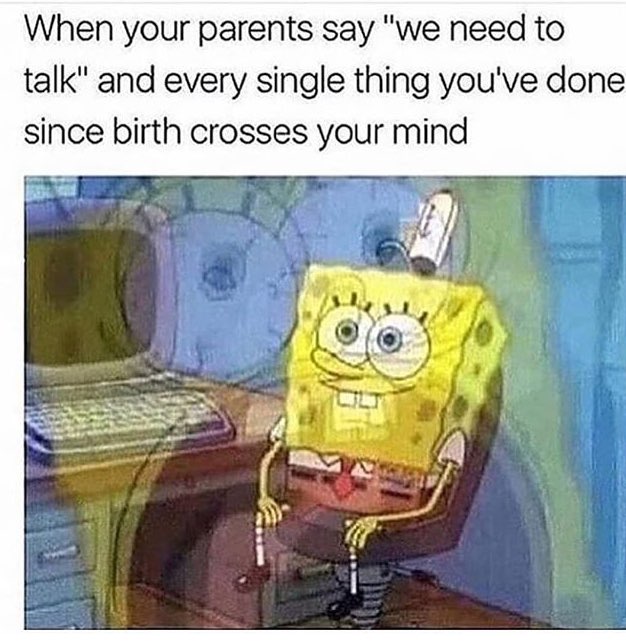 When your parents say "we need to
talk" and every single thing you've done
since birth crosses your mind